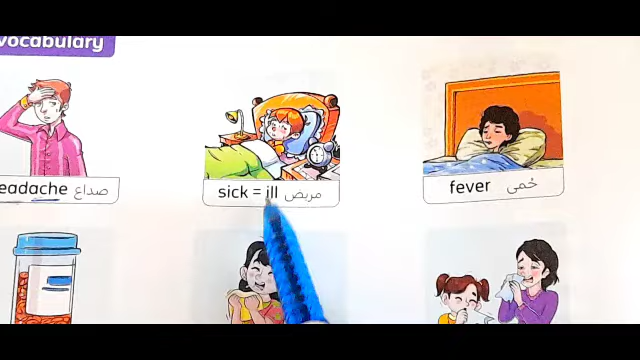 vocabulary
eadache صداع
sick = ill مريض
fever حُمى